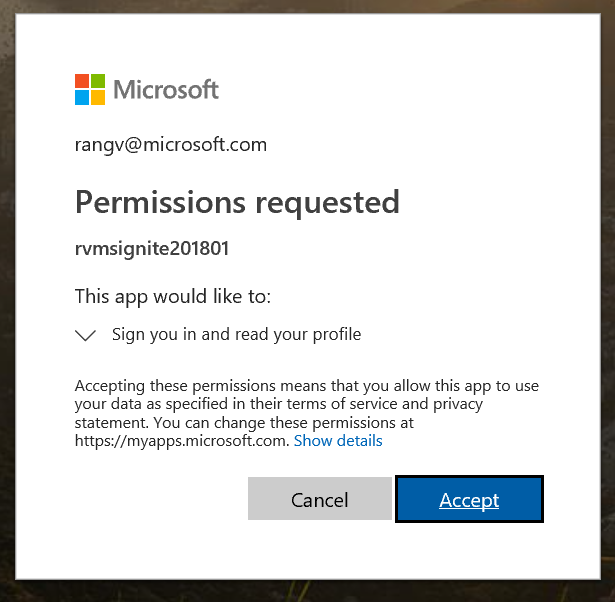 Microsoft
rangv@microsoft.com
Permissions requested
rvmsignite201801
This app would like to:
Sign you in and read your profile
Accepting these permissions means that you allow this app to use
your data as specified in their terms of service and privacy
statement. You can change these permissions at
https://myapps.microsoft.com. Show details
Cancel Accept